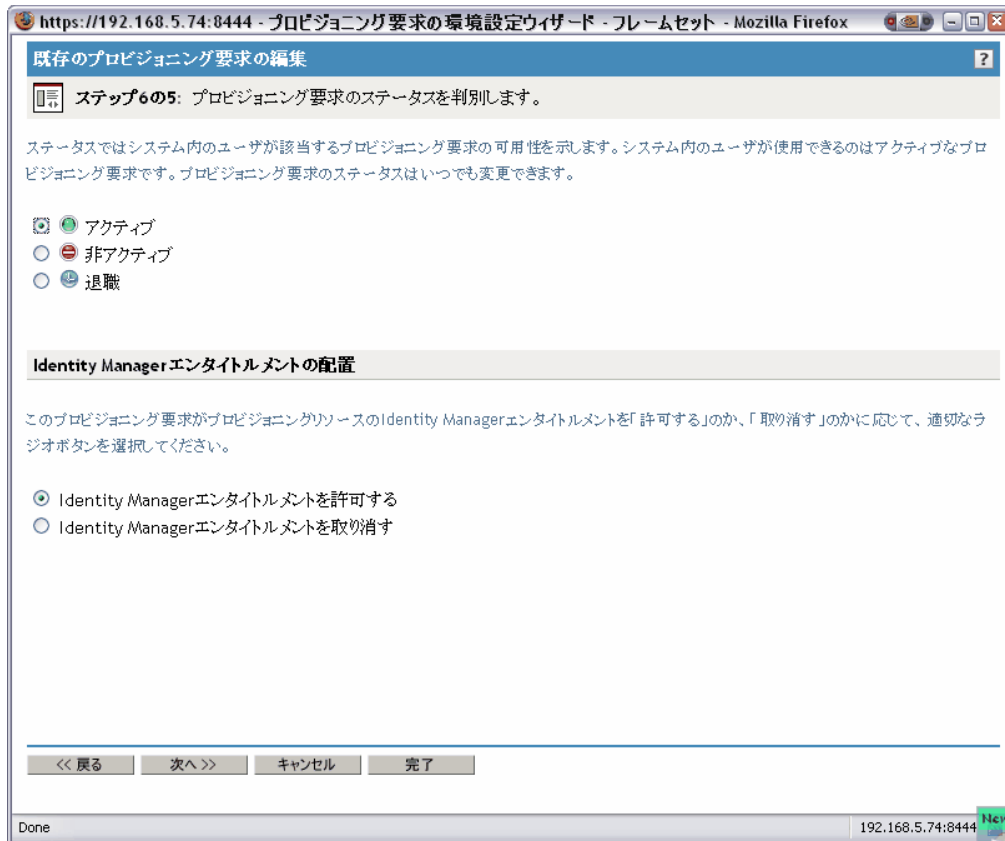 https://192.168.5.74:8444 - プロビジョニング要求の環境設定ウィザード - フレームセット - Mozilla Firefox
既存のプロビジョニング要求の編集
?
ステップ6の5: プロビジョニング要求のステータスを判別します。
ステータスではシステム内のユーザが該当するプロビジョニング要求の可用性を示します。システム内のユーザが使用できるのはアクティブなプロ
ビジョニング要求です。プロビジョニング要求のステータスはいつでも変更できます。
アクティブ
非アクティブ
退職
Identity Managerエンタイトルメントの配置
このプロビジョニング要求がプロビジョニングリソースのIdentity Managerエンタイトルメントを「許可する」のか、「取り消す」のかに応じて、適切なラ
ジオボタンを選択してください。
Identity Managerエンタイトルメントを許可する
Identity Managerエンタイトルメントを取り消す
<< 戻る 次へ >> キャンセル 完了
Done 192.168.5.74:8444